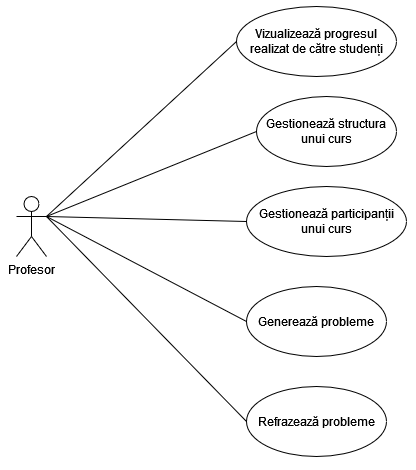 Vizualizează progresul
realizat de către studenți
Gestionează structura
unui curs
Gestionează participanții
unui curs
Profesor
Generează probleme
Refrazează probleme